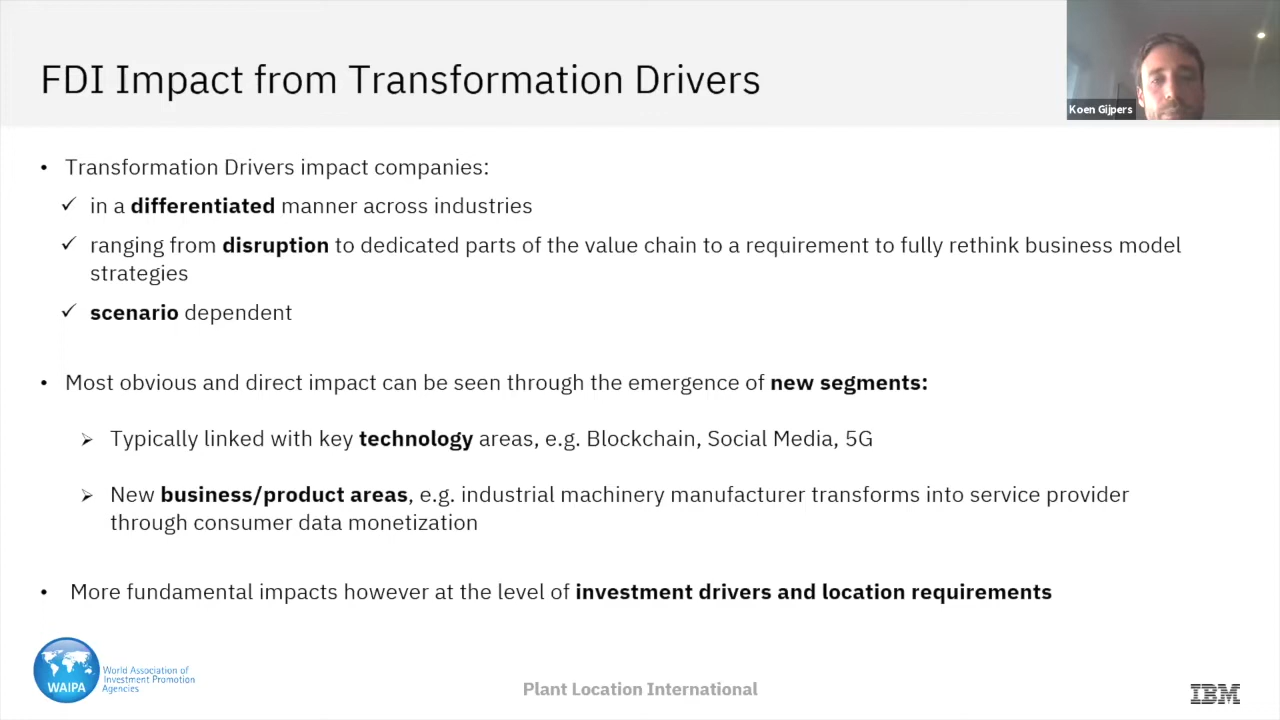 FDI Impact from Transformation Drivers
Koen Gijpers
• Transformation Drivers impact companies:
✓ in a differentiated manner across industries
✓ ranging from disruption to dedicated parts of the value chain to a requirement to fully rethink business model
strategies
✓ scenario dependent
• Most obvious and direct impact can be seen through the emergence of new segments:
➢ Typically linked with key technology areas, e.g. Blockchain, Social Media, 5G
➢ New business/product areas, e.g. industrial machinery manufacturer transforms into service provider
through consumer data monetization
• More fundamental impacts however at the level of investment drivers and location requirements
WAIPA
World Association of
Investment Promotion
Agencies
Plant Location International
IBM